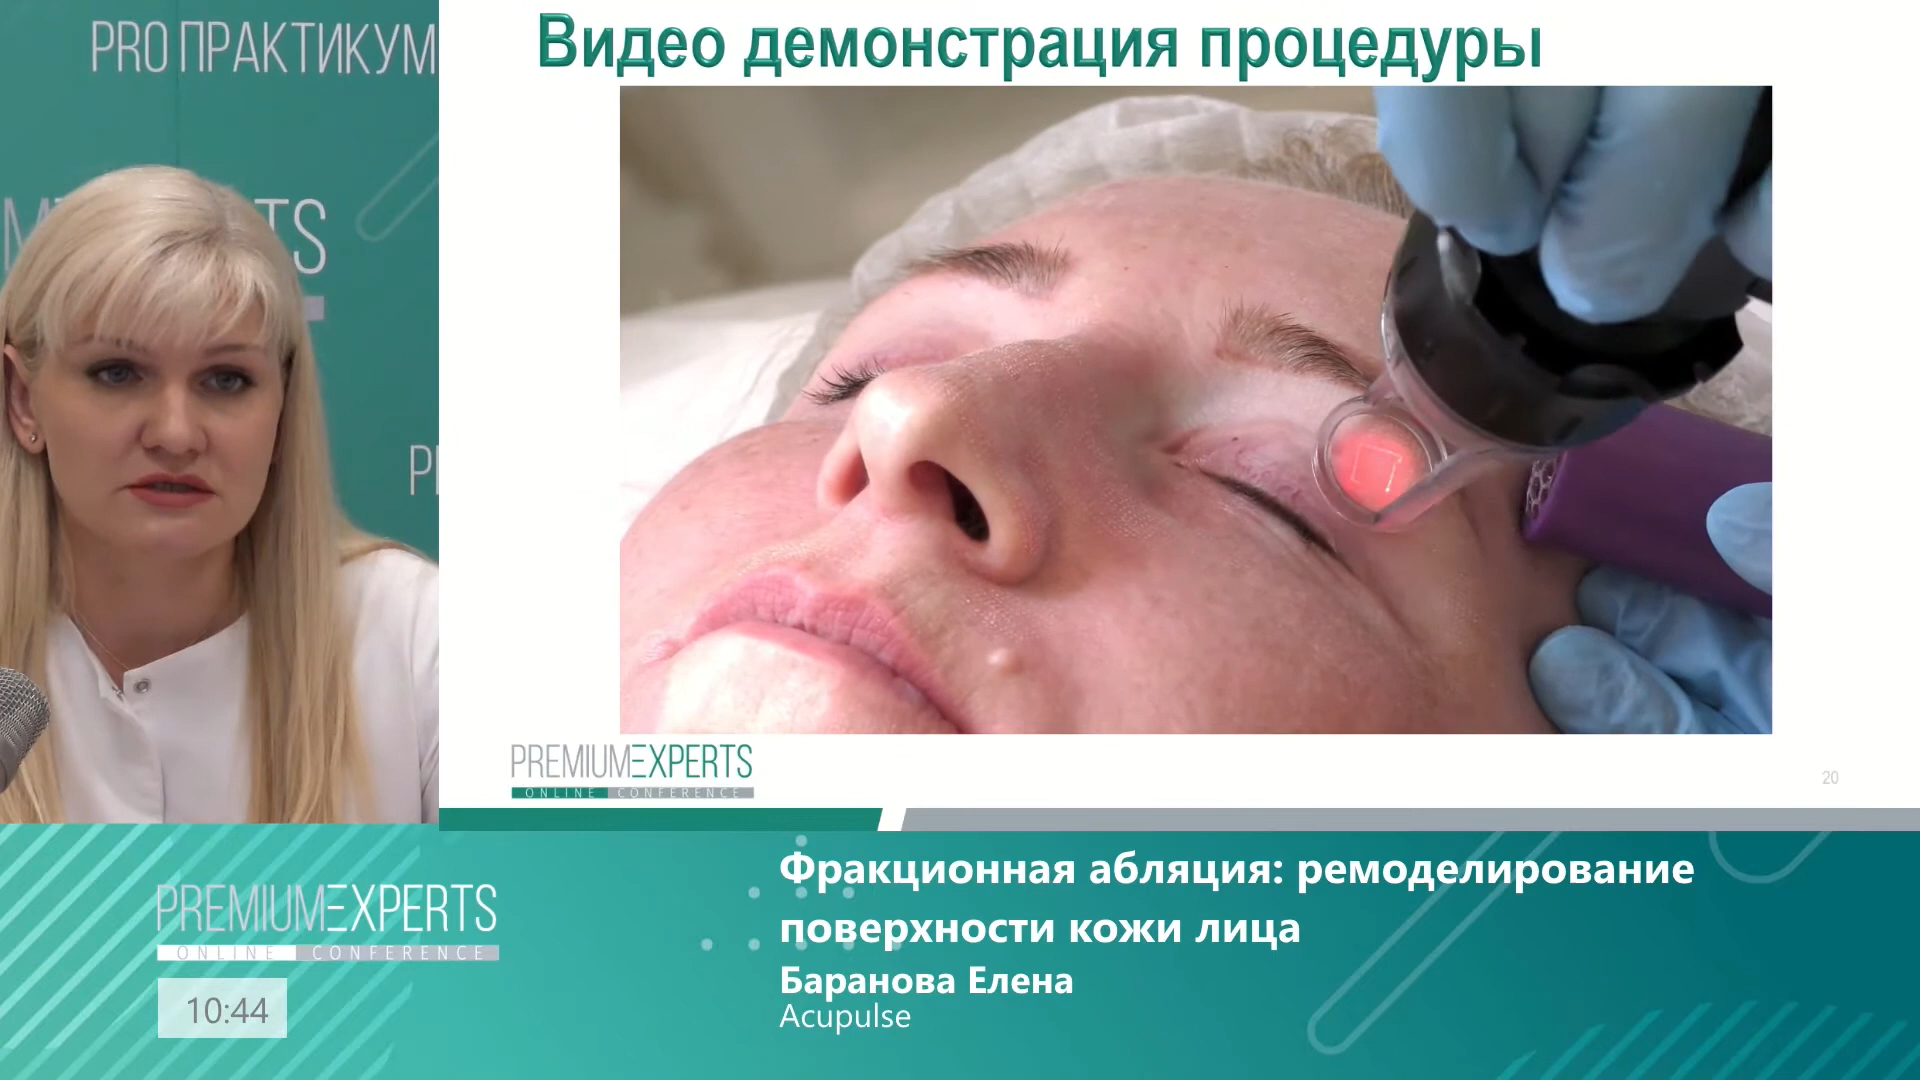 PRO ПРАКТИКУМ
TS
P
Видео демонстрация процедуры
PREMIUMEXPERTS
ONLINE CONFERENCE
20
PREMIUMEXPERTS
ONLINE CONFERENCE
10:44
Фракционная абляция: ремоделирование
поверхности кожи лица
Баранова Елена
Acupulse